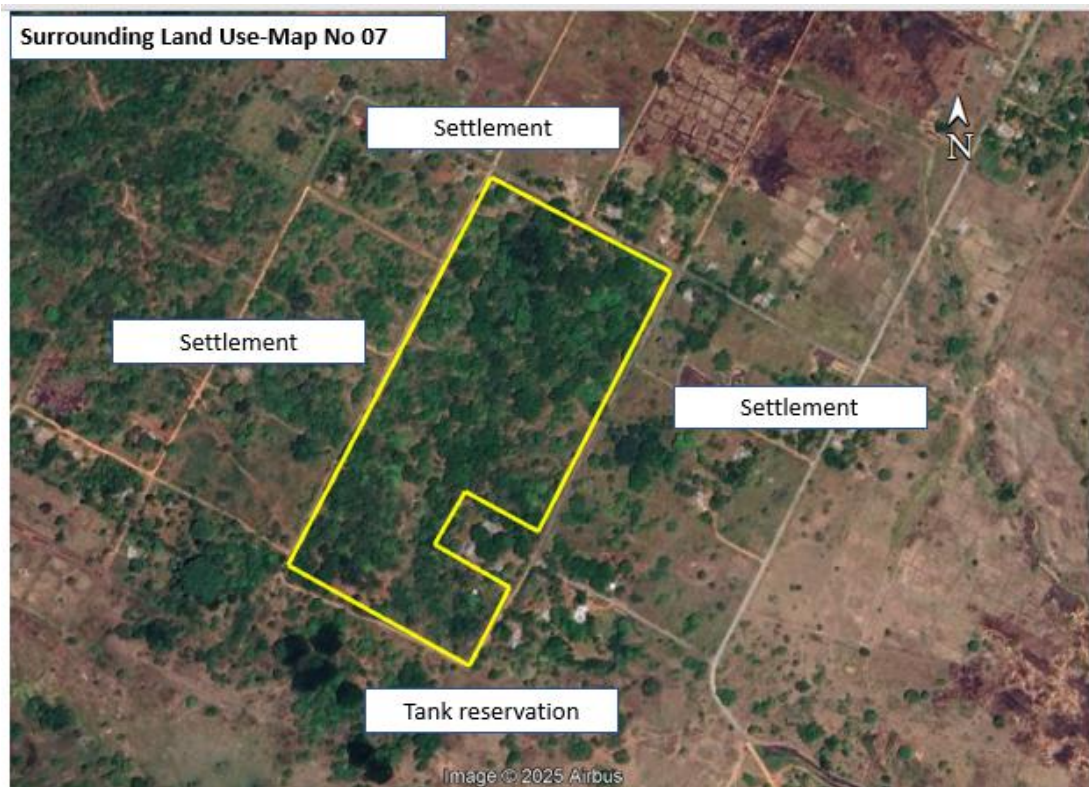 Surrounding Land Use-Map No 07
Settlement
N
Settlement
Settlement
Tank reservation
Image © 2025 Airbus